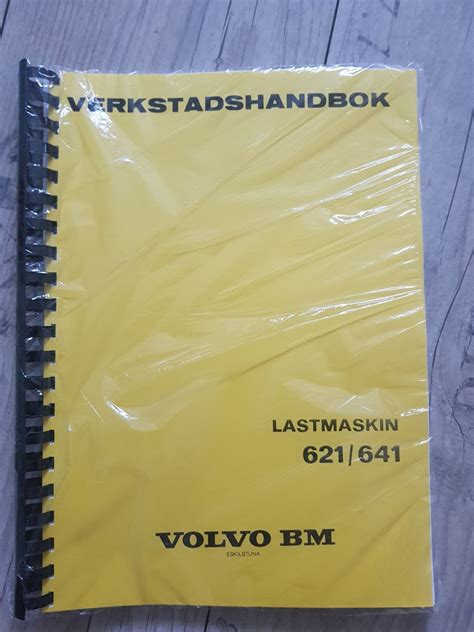 VERKSTADSHANDBOK
LASTMASKIN
621/641
VOLVO BM
ESKILSTUNA